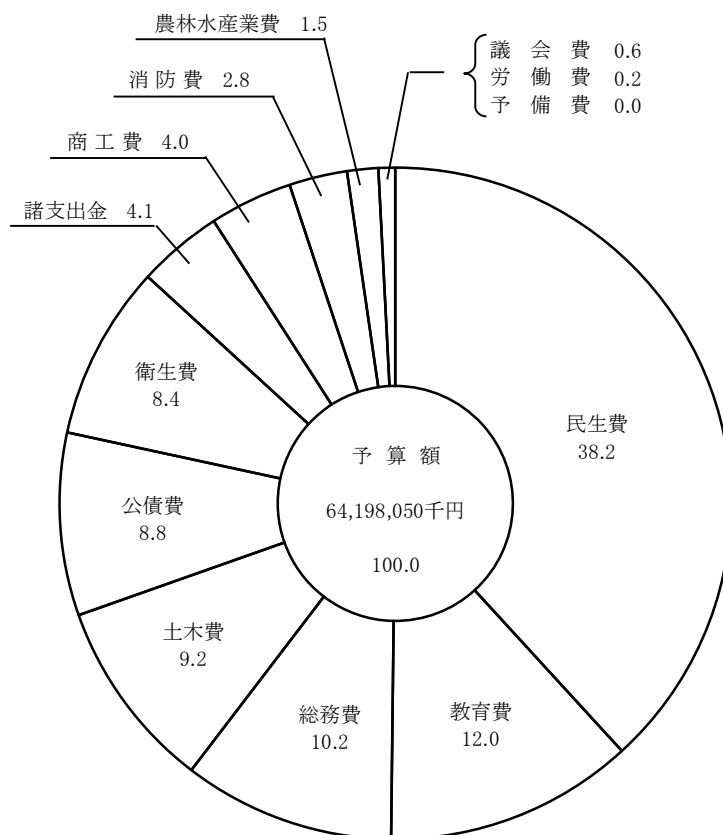 農林水産業費 1.5
議会費 0.6
労働費 0.2
予備費 0.0
消防費 2.8
商工費 4.0
諸支出金 4.1
衛生費
8.4
民生費
38.2
予算額
64,198,050千円
100.0
公債費
8.8
土木費
9.2
総務費
10.2
教育費
12.0